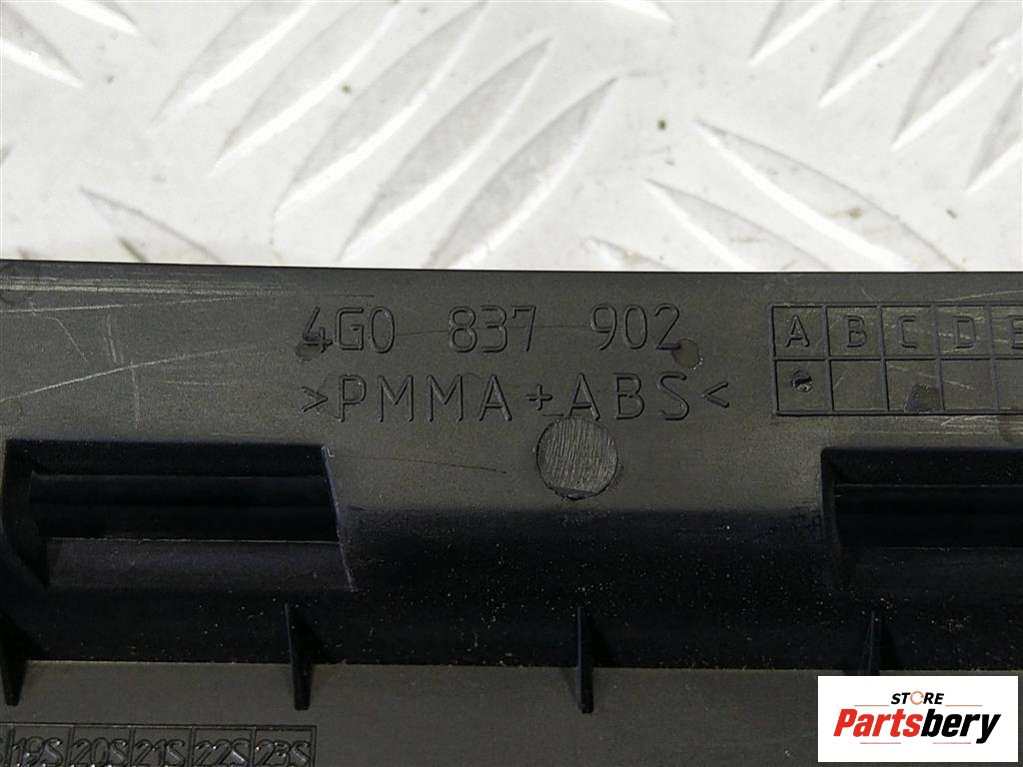 4G0 837 902
>PMMA+ABS<
A B C D E
19S 20S 21S 22S 23S
STORE
Partsbery